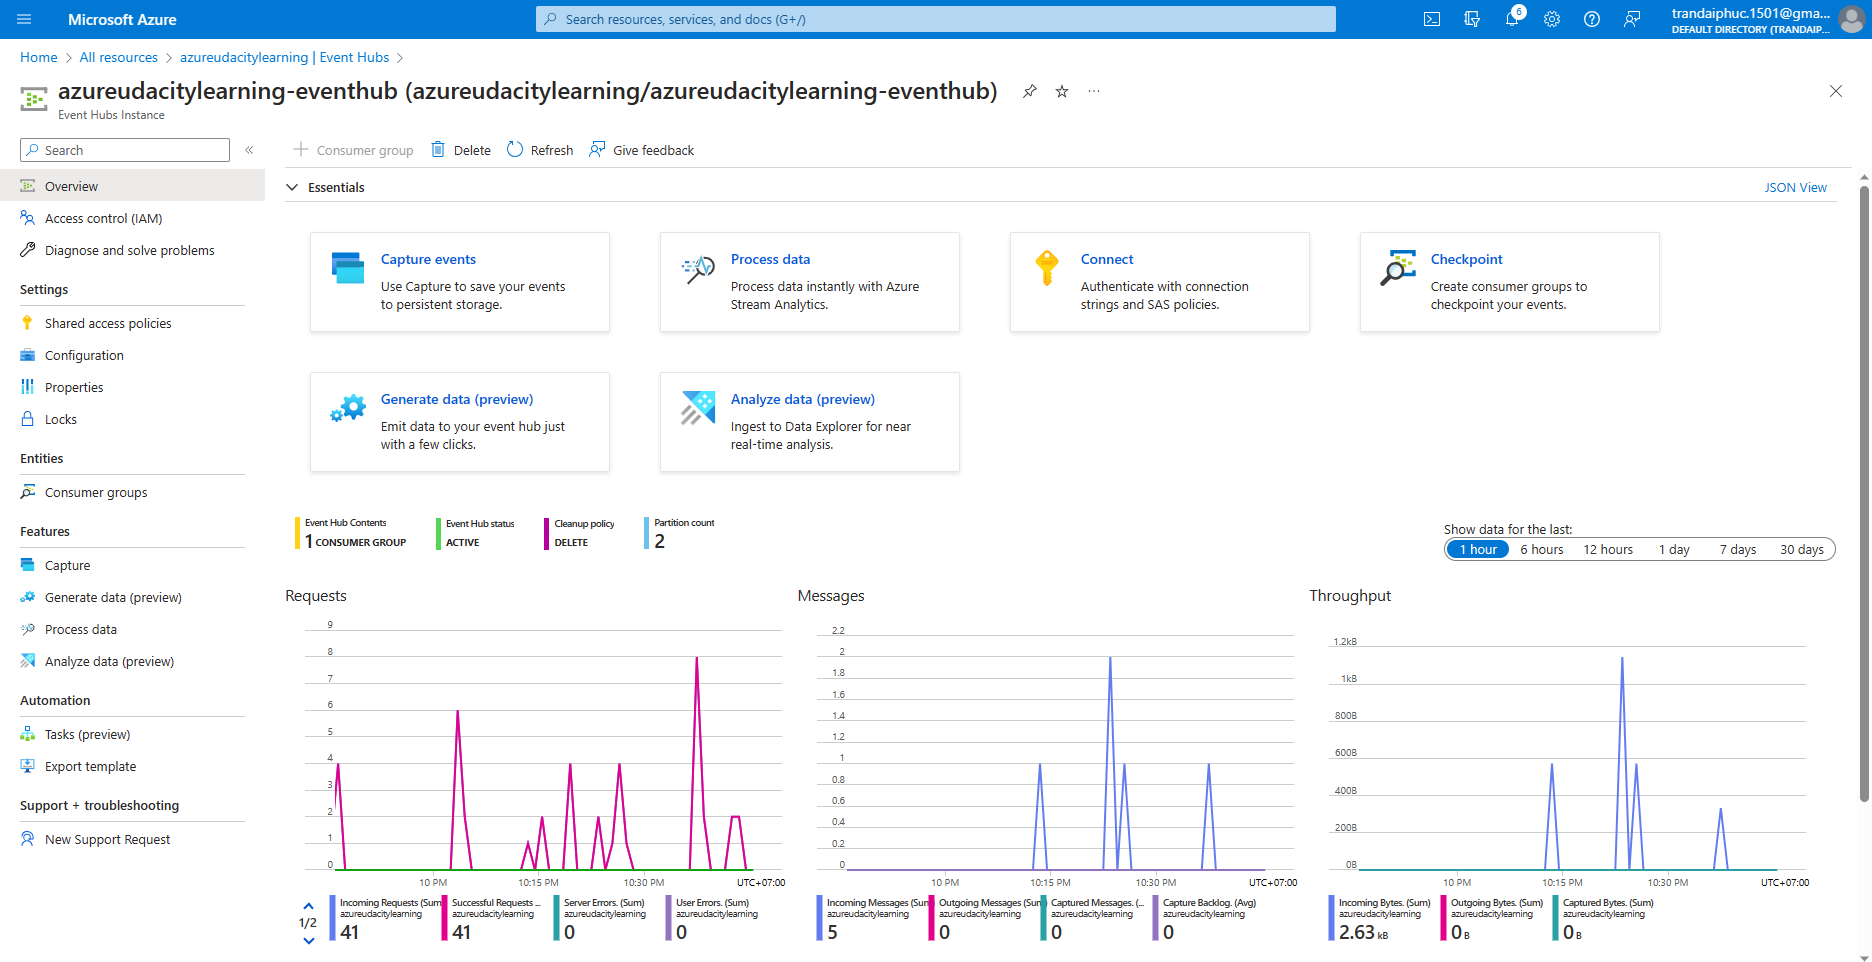 Microsoft Azure
Search resources, services, and docs (G+/)
6
trandaiphuc.1501@gma...
DEFAULT DIRECTORY (TRANDAIP...
Home > All resources > azureudacitylearning | Event Hubs >
azureudacitylearning-eventhub (azureudacitylearning/azureudacitylearning-eventhub)
Event Hubs Instance
Search
Overview
Access control (IAM)
Diagnose and solve problems
Settings
Shared access policies
Configuration
Properties
Locks
Entities
Consumer groups
Features
Capture
Generate data (preview)
Process data
Analyze data (preview)
Automation
Tasks (preview)
Export template
Support + troubleshooting
New Support Request
Consumer group
Delete
Refresh
Give feedback
Essentials
JSON View
Capture events
Use Capture to save your events
to persistent storage.
Process data
Process data instantly with Azure
Stream Analytics.
Connect
Authenticate with connection
strings and SAS policies.
Checkpoint
Create consumer groups to
checkpoint your events.
Generate data (preview)
Emit data to your event hub just
with a few clicks.
Analyze data (preview)
Ingest to Data Explorer for near
real-time analysis.
Event Hub Contents
1 CONSUMER GROUP
Event Hub status
ACTIVE
Cleanup policy
DELETE
Partition count
2
Show data for the last:
1 hour
6 hours
12 hours
1 day
7 days
30 days
Requests
9
8
7
6
5
4
3
2
1
0
10 PM
10:15 PM
10:30 PM
UTC+07:00
1/2
Incoming Requests (Sum
azureudacitylearning
41
Successful Requests ...
azureudacitylearning
41
Server Errors. (Sum)
azureudacitylearning
0
User Errors. (Sum)
azureudacitylearning
0
Messages
2.2
2
1.8
1.6
1.4
1.2
1
0.8
0.6
0.4
0.2
0
10 PM
10:15 PM
10:30 PM
UTC+07:00
Incoming Messages (Sum
azureudacitylearning
5
Outgoing Messages (Sum
azureudacitylearning
0
Captured Messages. (...
azureudacitylearning
0
Capture Backlog. (Avg)
azureudacitylearning
0
Throughput
1.2kB
1kB
800B
600B
400B
200B
0B
10 PM
10:15 PM
10:30 PM
UTC+07:00
Incoming Bytes. (Sum)
azureudacitylearning
2.63 kB
Outgoing Bytes. (Sum)
azureudacitylearning
0 B
Captured Bytes. (Sum)
azureudacitylearning
0 B